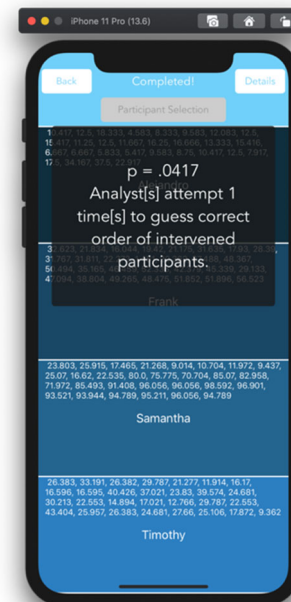 iPhone 11 Pro (13.6)
Back
Completed!
Details
Participant Selection
p = .0417
Analyst[s] attempt 1
time[s] to guess correct
order of intervened
participants.
Alejandro
Frank
23.803, 25.915, 17.465, 21.268, 9.014, 10.704, 11.972, 9.437,
25.07, 16.62, 22.535, 80.0, 75.775, 70.704, 85.07, 82.958,
71.972, 85.493, 91.408, 96.056, 96.056, 98.592, 96.901,
93.521, 93.944, 94.789, 95.211, 96.056, 94.789
Samantha
26.383, 33.191, 26.382, 29.787, 21.277, 11.914, 16.17,
16.596, 16.595, 40.426, 37.021, 23.83, 39.574, 24.681,
30.213, 22.553, 14.894, 17.021, 12.766, 29.787, 22.553,
43.404, 25.957, 26.383, 24.681, 27.66, 25.106, 17.872, 9.362
Timothy